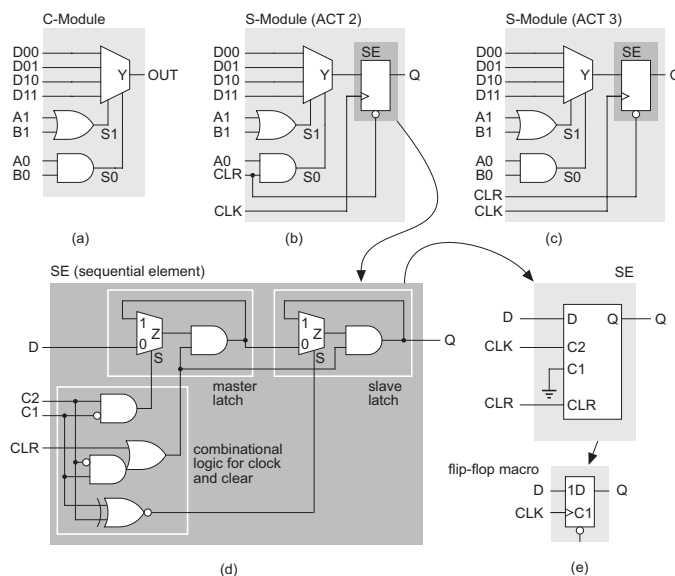 C-Module
D00
D01
D10
D11
Y
OUT
A1
B1
S1
A0
B0
S0
(a)
S-Module (ACT 2)
D00
D01
D10
D11
Y
SE
Q
A1
B1
S1
A0
CLR
S0
CLK
(b)
S-Module (ACT 3)
D00
D01
D10
D11
Y
SE
A1
B1
S1
A0
B0
S0
CLR
CLK
(c)
SE (sequential element)
1
0
Z
S
D
master
latch
1
0
Z
S
Q
slave
latch
C2
C1
CLR
combinational
logic for clock
and clear
(d)
SE
D
D
Q
Q
CLK
C2
C1
CLR
CLR
flip-flop macro
D
1D
Q
CLK
C1
(e)